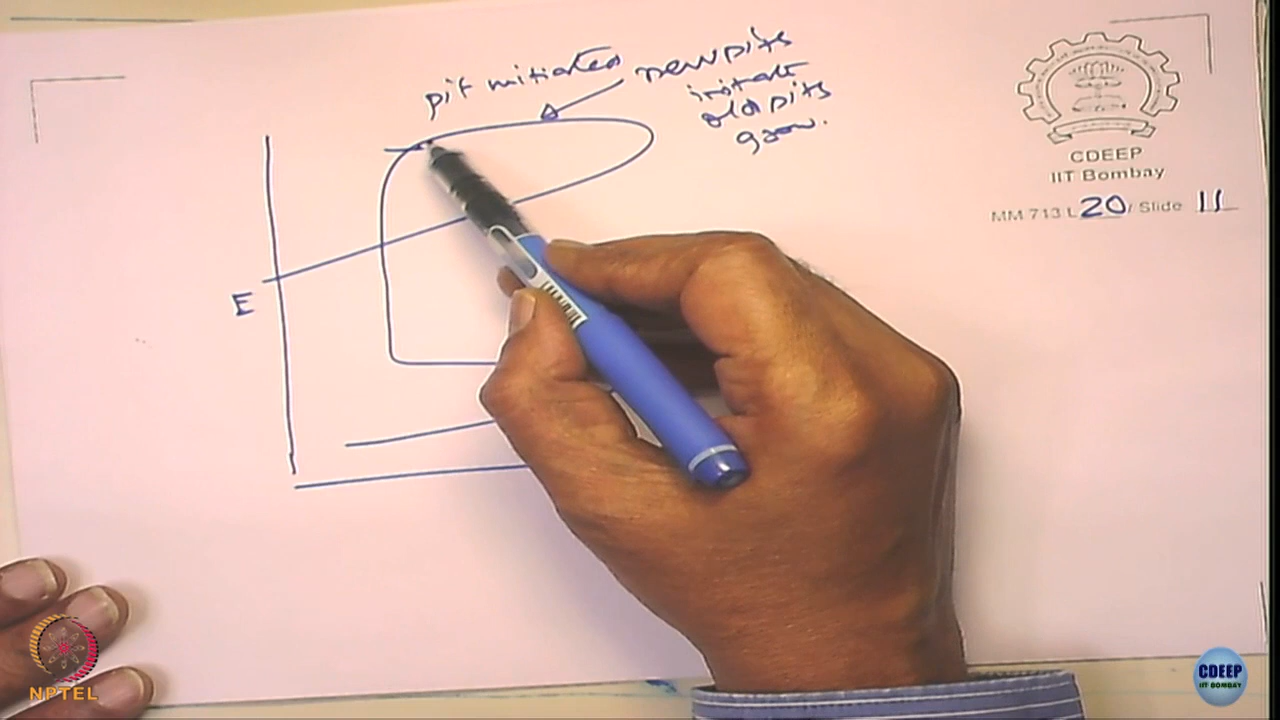 pit initiated
new pits
initiate
old pits
grow.
E
CDEEP
IIT Bombay
MM 713 L 20 / Slide 11
NPTEL
CDEEP
IIT BOMBAY